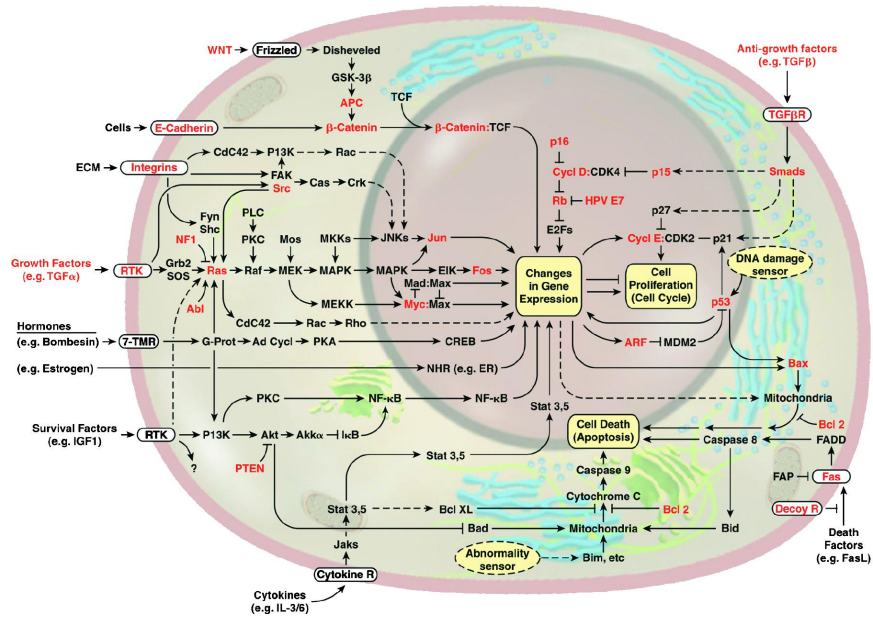 WNT
Frizzled
Disheveled
GSK-3β
APC
TCF
Cells
E-Cadherin
β-Catenin
β-Catenin:TCF
Anti-growth factors
(e.g. TGFβ)
TGFβR
p16
Cycl D:CDK4
p15
Smads
Rb
HPV E7
E2Fs
p27
Cycl E:CDK2
p21
DNA damage
sensor
CdC42
P13K
Rac
ECM
Integrins
FAK
Src
Cas
Crk
Fyn
Shc
PLC
NF1
PKC
Mos
MKKs
JNKs
Jun
Growth Factors
(e.g. TGFα)
RTK
Grb2
SOS
Ras
Raf
MEK
MAPK
MAPK
ElK
Fos
Changes
in Gene
Expression
Cell
Proliferation
(Cell Cycle)
Mad:Max
MEKK
Myc:Max
Abl
p53
CdC42
Rac
Rho
Hormones
(e.g. Bombesin)
7-TMR
G-Prot
Ad Cycl
PKA
CREB
ARF
MDM2
(e.g. Estrogen)
NHR (e.g. ER)
Bax
PKC
NF-κB
NF-κB
Stat 3,5
Mitochondria
Survival Factors
(e.g. IGF1)
RTK
P13K
Akt
Akkα
IκB
Cell Death
(Apoptosis)
Bcl 2
Caspase 8
FADD
?
PTEN
Stat 3,5
Caspase 9
FAP
Fas
Cytochrome C
Stat 3,5
Bcl XL
Bcl 2
Decoy R
Bad
Mitochondria
Bid
Death
Factors
(e.g. FasL)
Jaks
Abnormality
sensor
Bim, etc
Cytokine R
Cytokines
(e.g. IL-3/6)